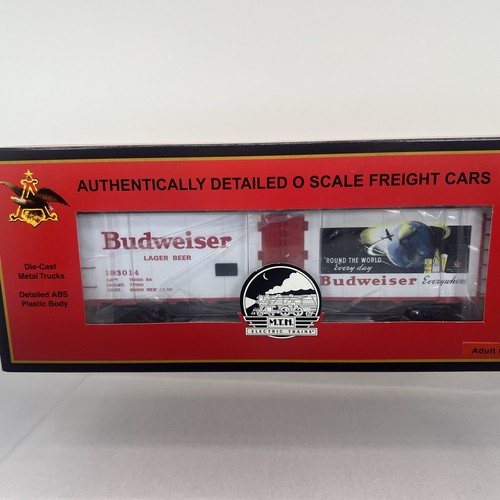 AUTHENTICALLY DETAILED O SCALE FREIGHT CARS
Die-Cast
Metal Trucks
Detailed ABS
Plastic Body
Budweiser
LAGER BEER
193014
'ROUND THE WORLD
Every day
Budweiser Everywhere
M.T.H
ELECTRIC TRAINS
Adult